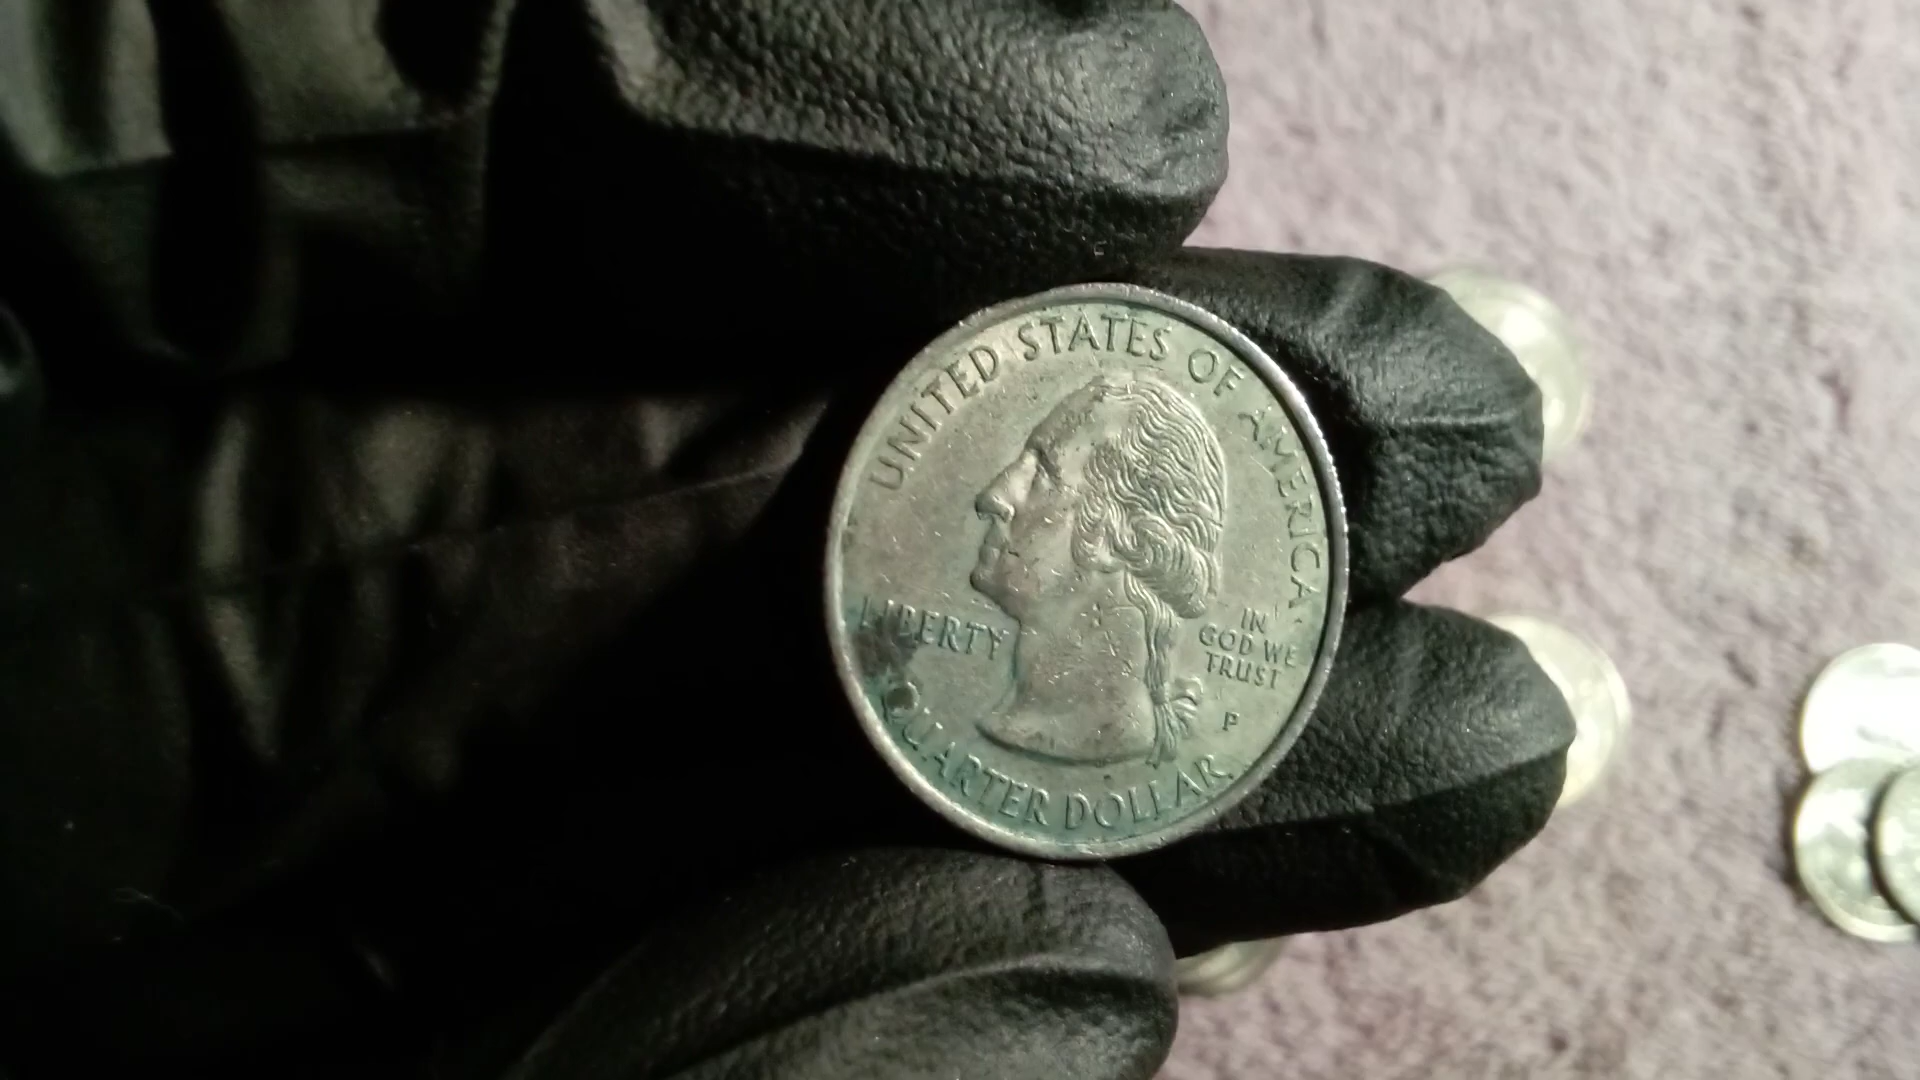 UNITED STATES OF AMERICA
LIBERTY
IN
GOD WE
TRUST
P
QUARTER DOLLAR